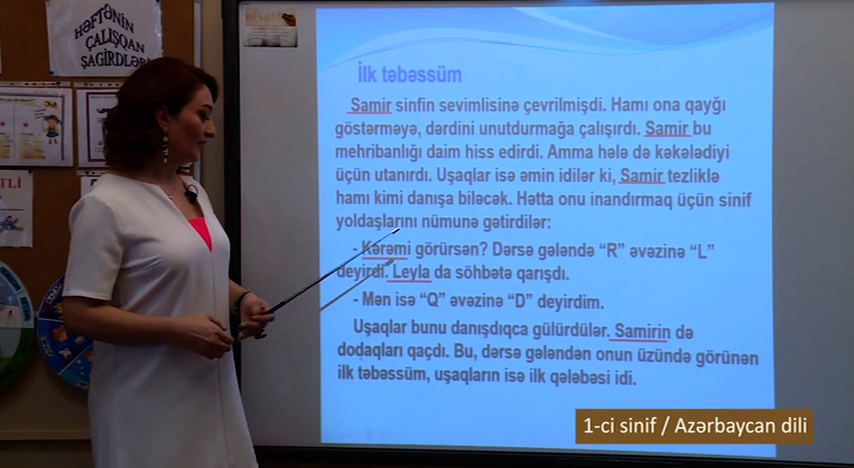 HƏFTƏNİN
ÇALIŞQAN
ŞAGİRDLƏRİ
İlk təbəssüm
Samir sinfin sevimlisinə çevrilmişdi. Hamı ona qayğı
göstərməyə, dərdini unutdurmağa çalışırdı. Samir bu
mehribanlığı daim hiss edirdi. Amma hələ də kəkələdiyi
üçün utanırdı. Uşaqlar isə əmin idilər ki, Samir tezliklə
hamı kimi danışa biləcək. Hətta onu inandırmaq üçün sinif
yoldaşlarını nümunə gətirdilər:
- Kərəmi görürsən? Dərsə gələndə “R” əvəzinə “L”
deyirdi. Leyla da söhbətə qarışdı.
- Mən isə “Q” əvəzinə “D” deyirdim.
Uşaqlar bunu danışdıqca gülürdülər. Samirin də
dodaqları qaçdı. Bu, dərsə gələndən onun üzündə görünən
ilk təbəssüm, uşaqların isə ilk qələbəsi idi.
1-ci sinif / Azərbaycan dili